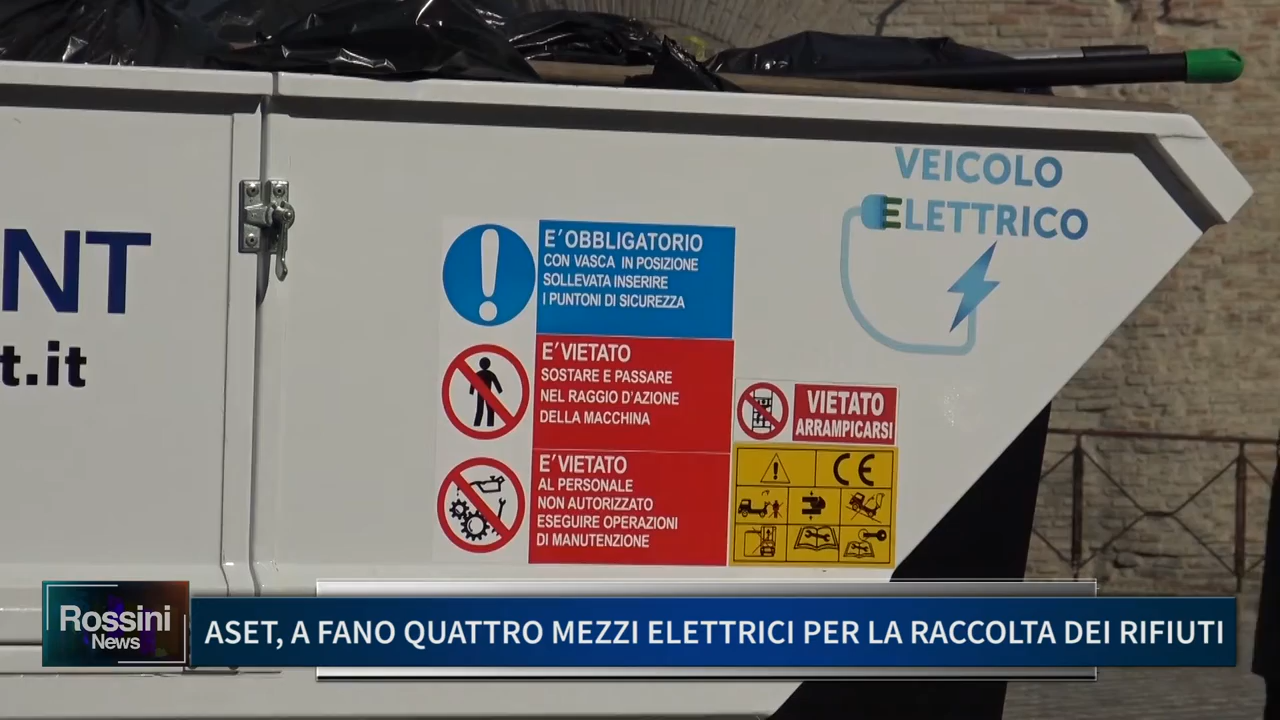 VEICOLO
ELETTRICO
NT
t.it
E´OBBLIGATORIO
CON VASCA IN POSIZIONE
SOLLEVATA INSERIRE
I PUNTONI DI SICUREZZA
E´VIETATO
SOSTARE E PASSARE
NEL RAGGIO D'AZIONE
DELLA MACCHINA
E´VIETATO
AL PERSONALE
NON AUTORIZZATO
ESEGUIRE OPERAZIONI
DI MANUTENZIONE
VIETATO
ARRAMPICARSI
CE
Rossini
News
ASET, A FANO QUATTRO MEZZI ELETTRICI PER LA RACCOLTA DEI RIFIUTI